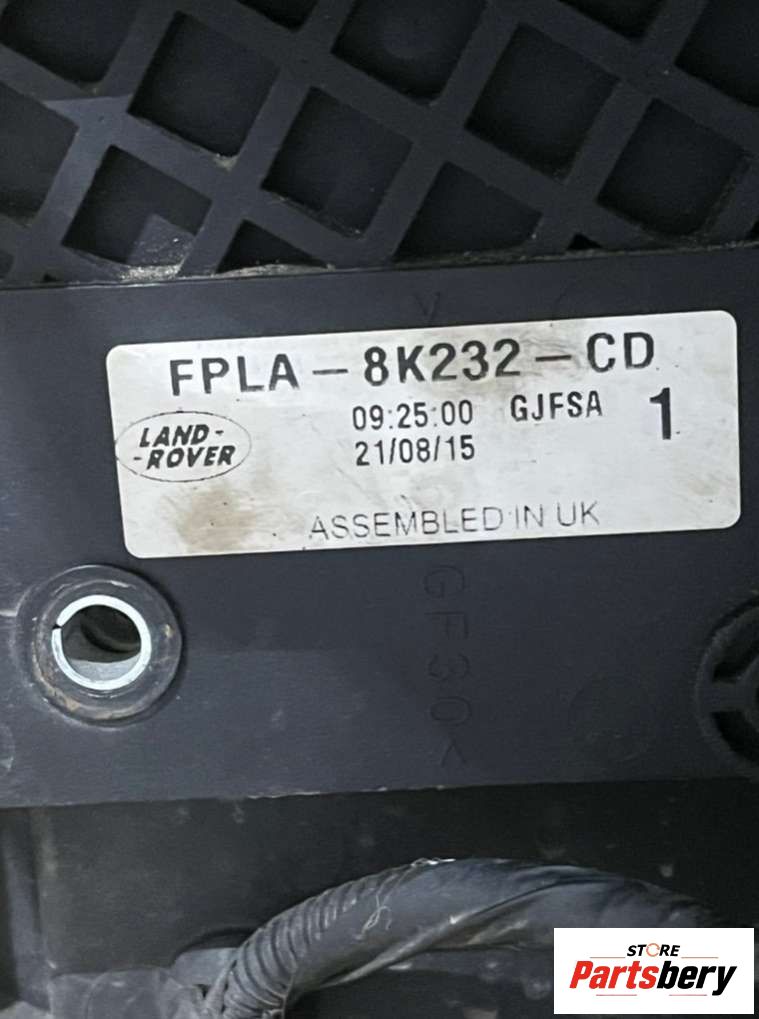 FPLA-8K232-CD
09:25:00 GJFSA 1
LAND-
-ROVER
21/08/15
ASSEMBLED IN UK
GF30<
STORE
Partsbery